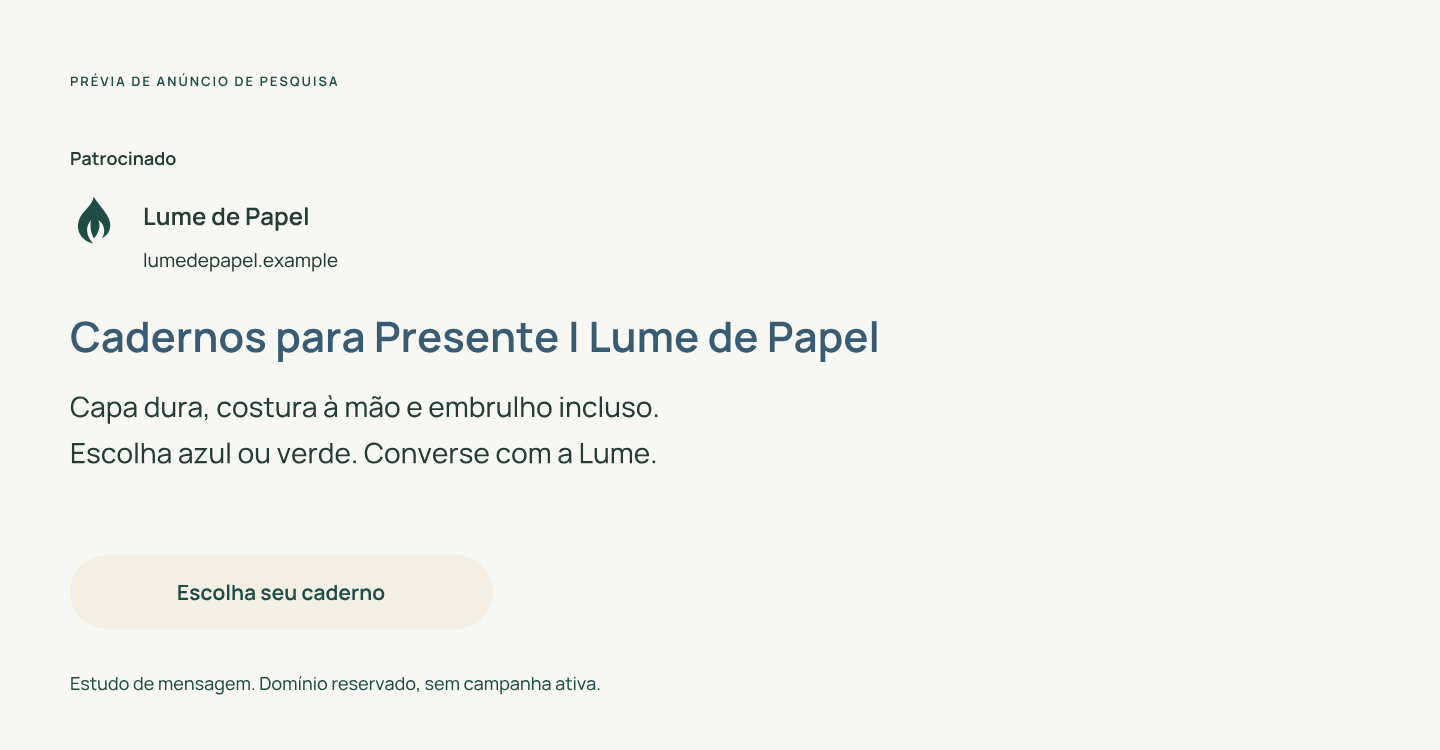 PRÉVIA DE ANÚNCIO DE PESQUISA
Patrocinado
Lume de Papel
lumedepapel.example
Cadernos para Presente | Lume de Papel
Capa dura, costura à mão e embrulho incluso.
Escolha azul ou verde. Converse com a Lume.
Escolha seu caderno
Estudo de mensagem. Domínio reservado, sem campanha ativa.